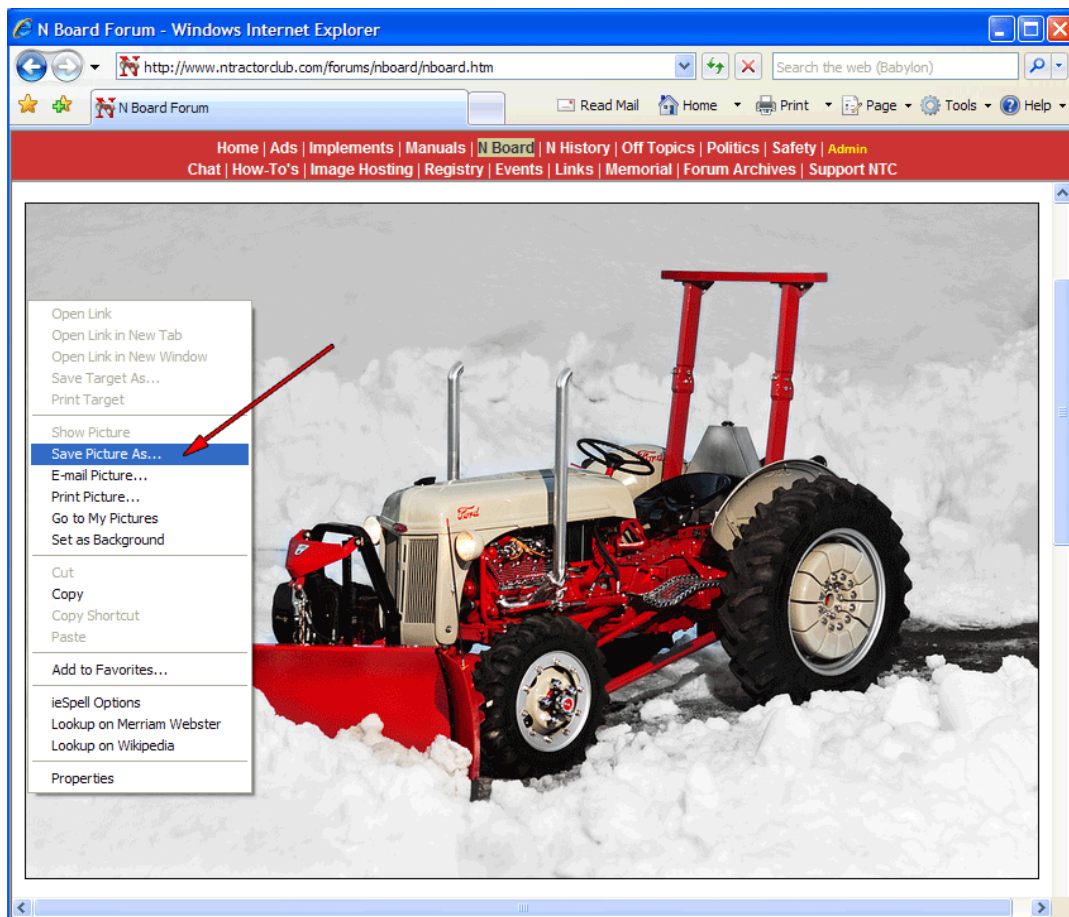 N Board Forum - Windows Internet Explorer
http://www.ntractorclub.com/forums/nboard/nboard.htm
Search the web (Babylon)
N Board Forum
Read Mail Home Print Page Tools Help
Home | Ads | Implements | Manuals | N Board | N History | Off Topics | Politics | Safety | Admin
Chat | How-To's | Image Hosting | Registry | Events | Links | Memorial | Forum Archives | Support NTC
Open Link
Open Link in New Tab
Open Link in New Window
Save Target As...
Print Target
Show Picture
Save Picture As...
E-mail Picture...
Print Picture...
Go to My Pictures
Set as Background
Cut
Copy
Copy Shortcut
Paste
Add to Favorites...
ieSpell Options
Lookup on Merriam Webster
Lookup on Wikipedia
Properties
Ford
Ford